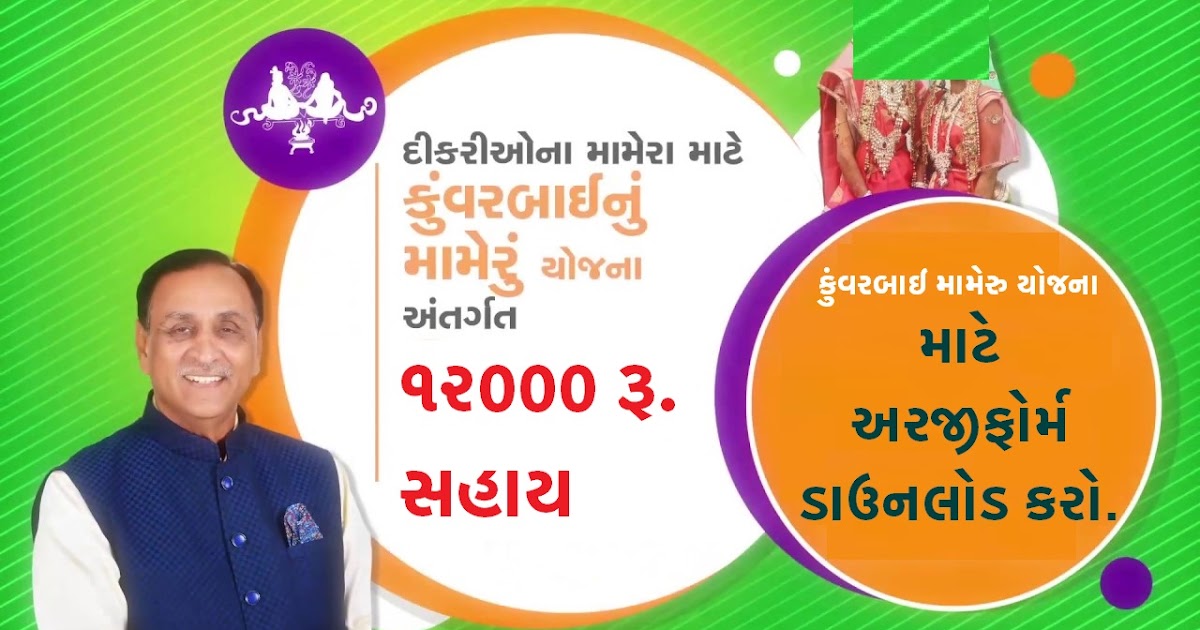 દીકરીઓના મામેરા માટે
કુંવરબાઈનું
મામેરું યોજના
અંતર્ગત
૧૨૦૦૦ રૂ.
સહાય
કુંવરબાઈ મામેરુ યોજના
માટે
અરજીફોર્મ
ડાઉનલોડ કરો.